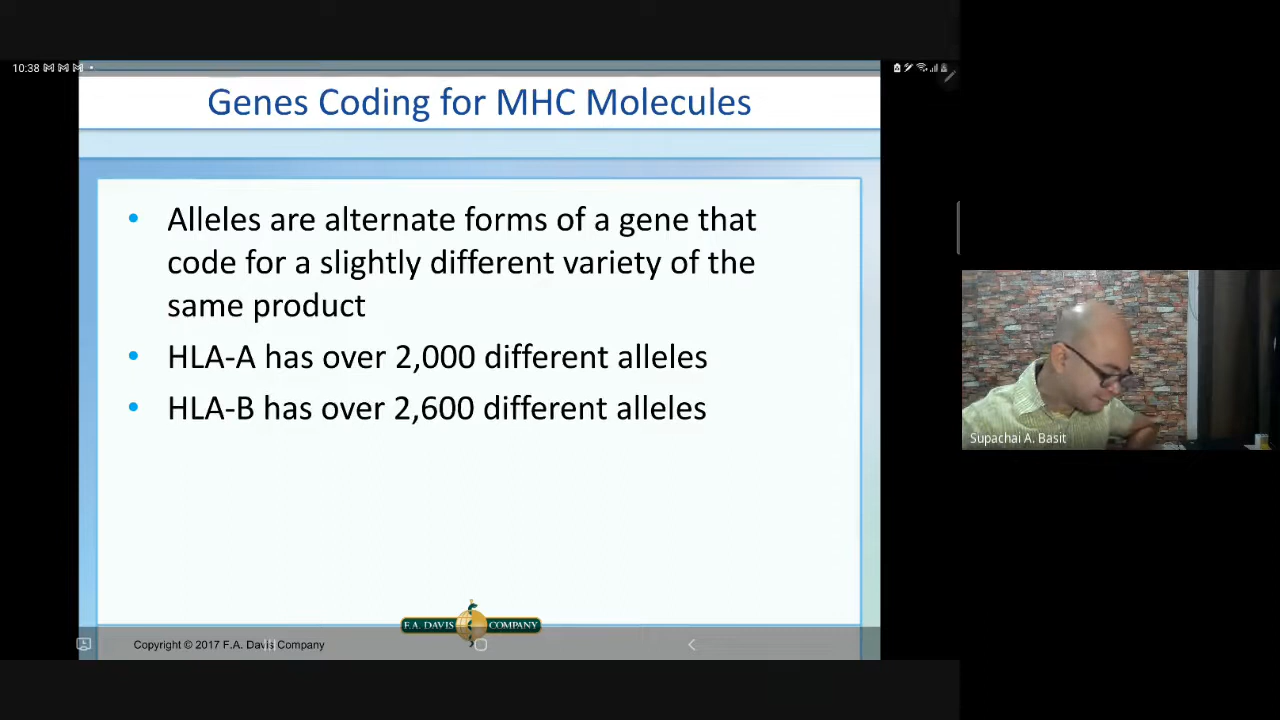 10:38
Genes Coding for MHC Molecules
• Alleles are alternate forms of a gene that
code for a slightly different variety of the
same product
• HLA-A has over 2,000 different alleles
• HLA-B has over 2,600 different alleles
Supachai A. Basit
F.A. DAVIS COMPANY
Copyright © 2017 F.A. Davis Company